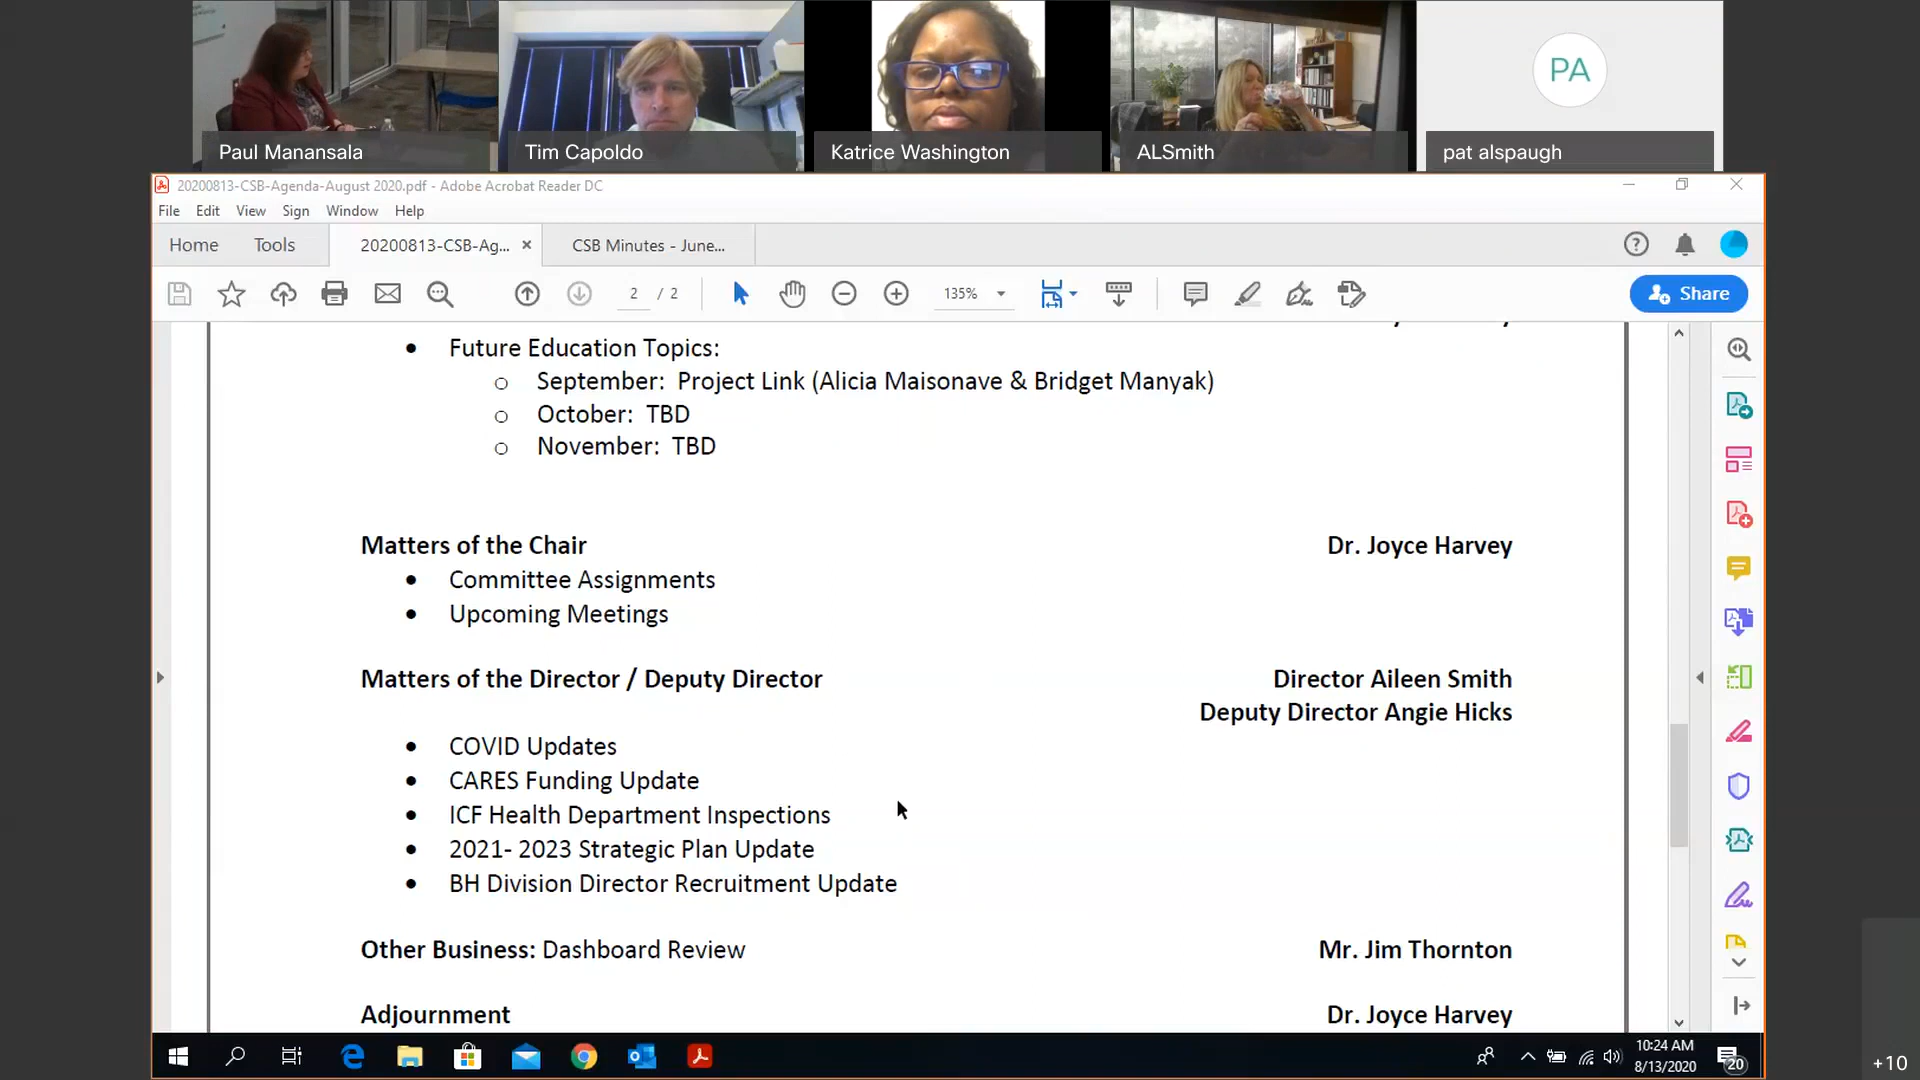 PA
Paul Manansala
Tim Capoldo
Katrice Washington
ALSmith
pat alspaugh
20200813-CSB-Agenda-August 2020.pdf - Adobe Acrobat Reader DC
File Edit View Sign Window Help
Home Tools 20200813-CSB-Ag... × CSB Minutes - June...
2 / 2 135% Share
• Future Education Topics:
o September: Project Link (Alicia Maisonave & Bridget Manyak)
o October: TBD
o November: TBD
Matters of the Chair Dr. Joyce Harvey
• Committee Assignments
• Upcoming Meetings
Matters of the Director / Deputy Director Director Aileen Smith
Deputy Director Angie Hicks
• COVID Updates
• CARES Funding Update
• ICF Health Department Inspections
• 2021- 2023 Strategic Plan Update
• BH Division Director Recruitment Update
Other Business: Dashboard Review Mr. Jim Thornton
Adjournment Dr. Joyce Harvey
10:24 AM
8/13/2020
20
+10